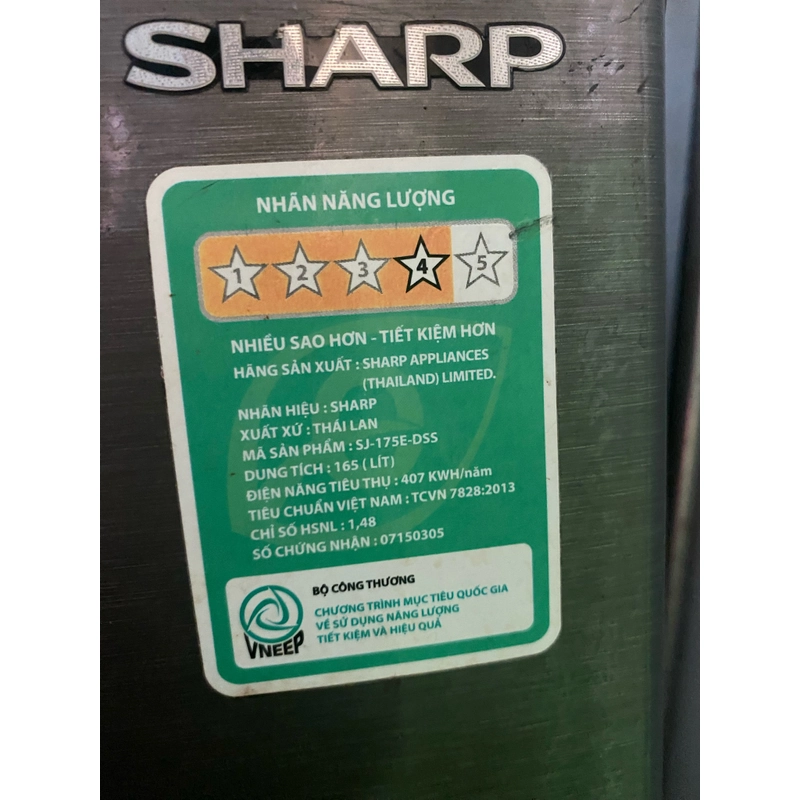 SHARP
NHÃN NĂNG LƯỢNG
1 2 3 4 5
NHIỀU SAO HƠN - TIẾT KIỆM HƠN
HÃNG SẢN XUẤT : SHARP APPLIANCES
(THAILAND) LIMITED.
NHÃN HIỆU : SHARP
XUẤT XỨ : THÁI LAN
MÃ SẢN PHẨM : SJ-175E-DSS
DUNG TÍCH : 165 ( LÍT)
ĐIỆN NĂNG TIÊU THỤ : 407 KWH/năm
TIÊU CHUẨN VIỆT NAM : TCVN 7828:2013
CHỈ SỐ HSNL : 1,48
SỐ CHỨNG NHẬN : 07150305
BỘ CÔNG THƯƠNG
CHƯƠNG TRÌNH MỤC TIÊU QUỐC GIA
VỀ SỬ DỤNG NĂNG LƯỢNG
TIẾT KIỆM VÀ HIỆU QUẢ
VNEEP